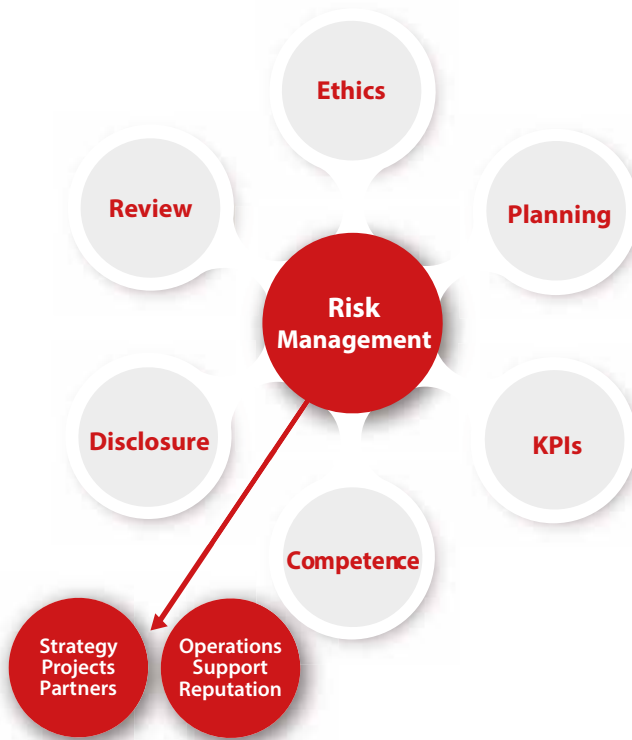 Ethics
Review
Planning
Risk
Management
Disclosure
KPIs
Competence
Strategy
Projects
Partners
Operations
Support
Reputation